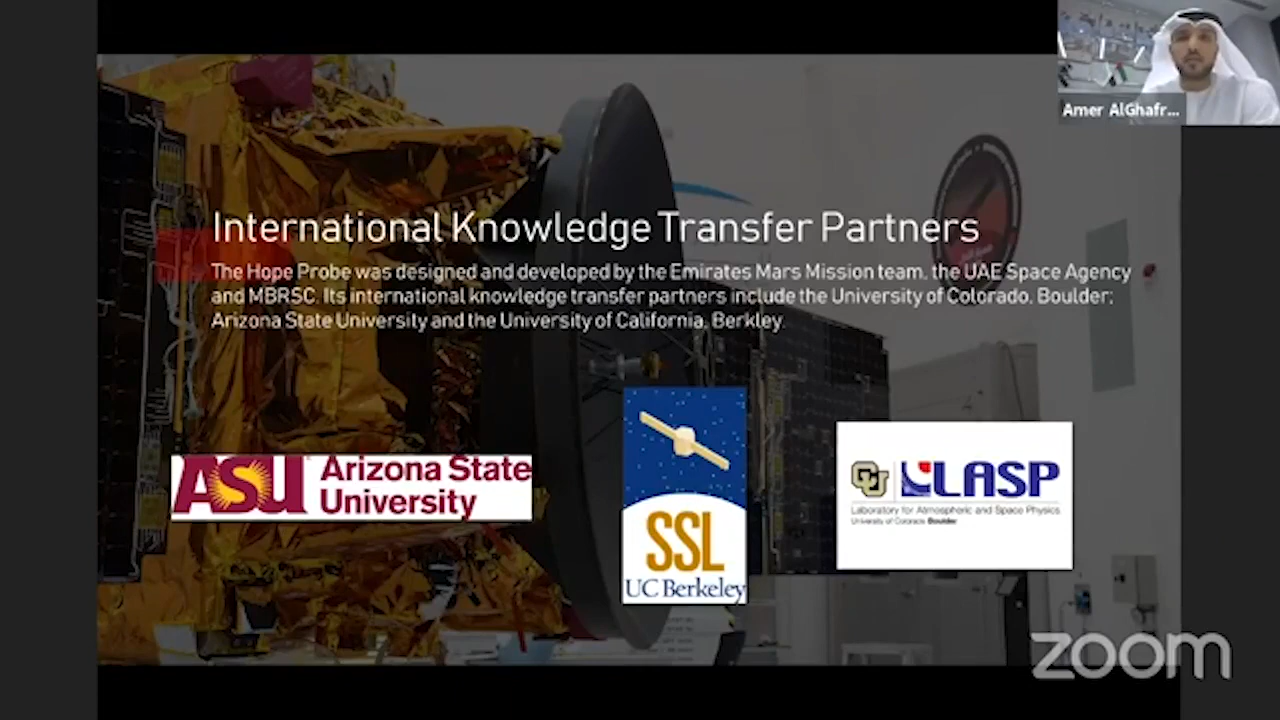 Amer AlGhafr...
International Knowledge Transfer Partners
The Hope Probe was designed and developed by the Emirates Mars Mission team, the UAE Space Agency
and MBRSC. Its international knowledge transfer partners include the University of Colorado, Boulder;
Arizona State University and the University of California, Berkley.
ASU Arizona State
University
SSL
UC Berkeley
CU LASP
Laboratory for Atmospheric and Space Physics
University of Colorado Boulder
zoom